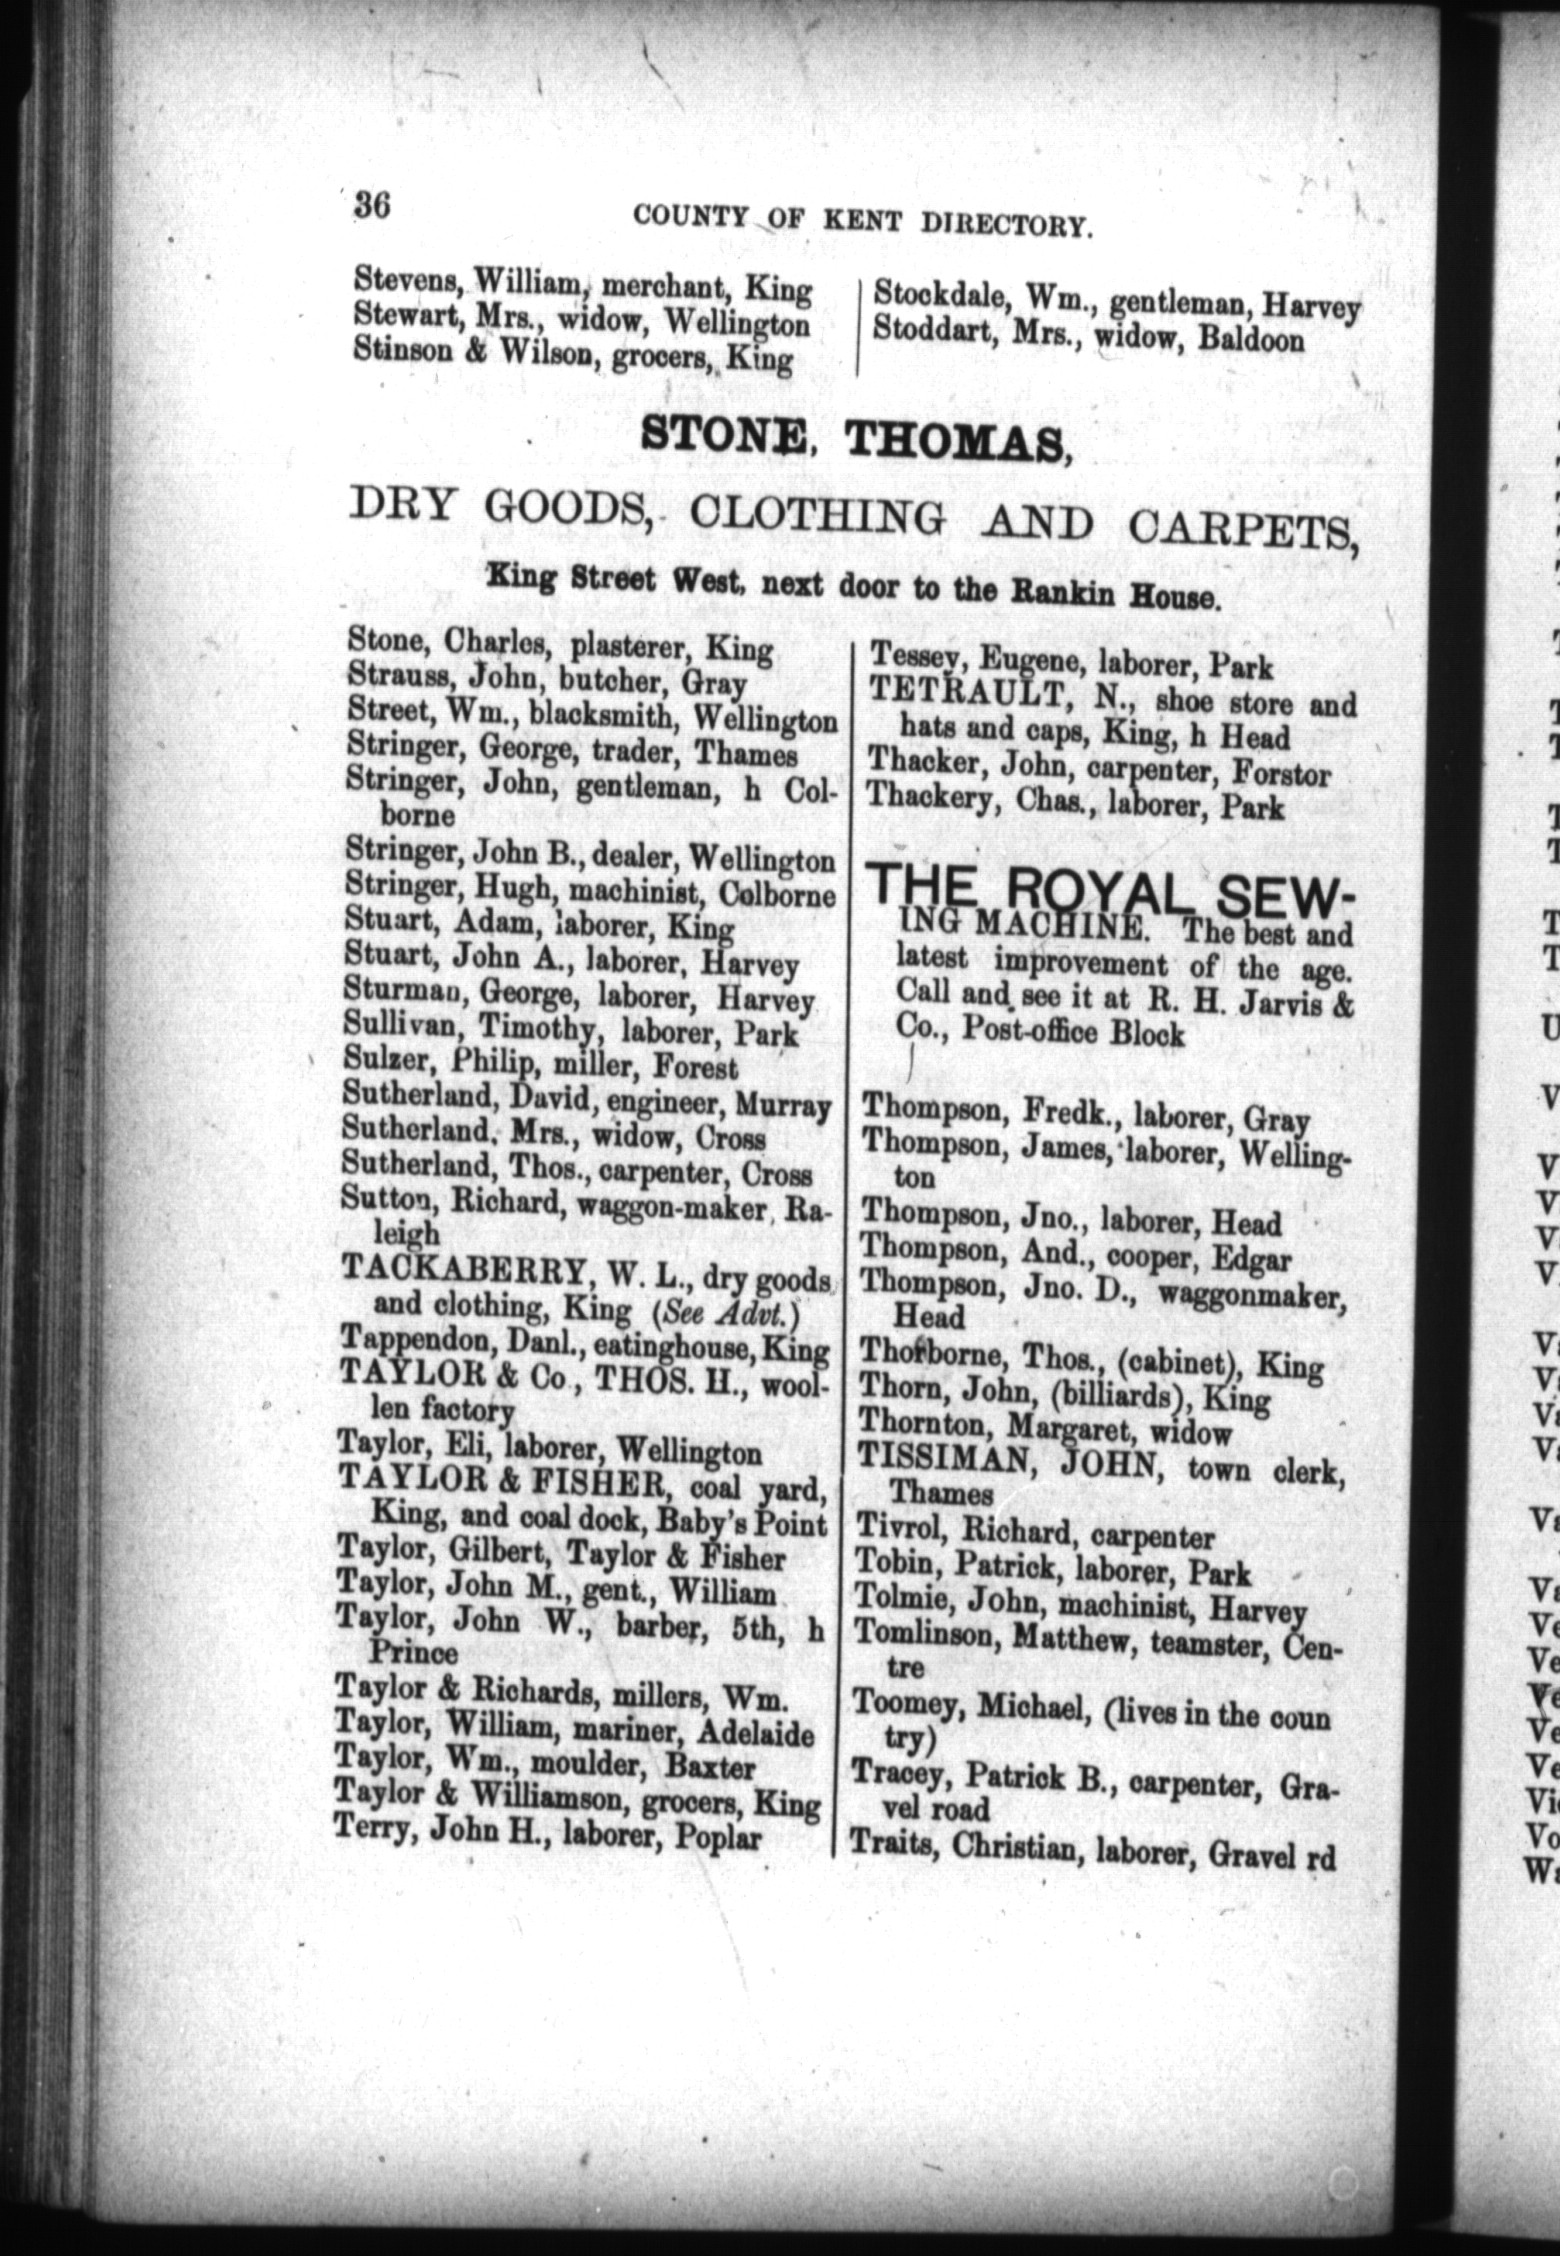 36
COUNTY OF KENT DIRECTORY.
Stevens, William, merchant, King
Stewart, Mrs., widow, Wellington
Stinson & Wilson, grocers, King
Stockdale, Wm., gentleman, Harvey
Stoddart, Mrs., widow, Baldoon
STONE, THOMAS,
DRY GOODS, CLOTHING AND CARPETS,
King Street West, next door to the Rankin House.
Stone, Charles, plasterer, King
Strauss, John, butcher, Gray
Street, Wm., blacksmith, Wellington
Stringer, George, trader, Thames
Stringer, John, gentleman, h Col-
borne
Stringer, John B., dealer, Wellington
Stringer, Hugh, machinist, Colborne
Stuart, Adam, laborer, King
Stuart, John A., laborer, Harvey
Sturman, George, laborer, Harvey
Sullivan, Timothy, laborer, Park
Sulzer, Philip, miller, Forest
Sutherland, David, engineer, Murray
Sutherland, Mrs., widow, Cross
Sutherland, Thos., carpenter, Cross
Sutton, Richard, waggon-maker, Ra-
leigh
TACKABERRY, W. L., dry goods
and clothing, King (See Advt.)
Tappendon, Danl., eatinghouse, King
TAYLOR & Co., THOS. H., wool-
len factory
Taylor, Eli, laborer, Wellington
TAYLOR & FISHER, coal yard,
King, and coal dock, Baby's Point
Taylor, Gilbert, Taylor & Fisher
Taylor, John M., gent., William
Taylor, John W., barber, 5th, h
Prince
Taylor & Richards, millers, Wm.
Taylor, William, mariner, Adelaide
Taylor, Wm., moulder, Baxter
Taylor & Williamson, grocers, King
Terry, John H., laborer, Poplar
Tessey, Eugene, laborer, Park
TETRAULT, N., shoe store and
hats and caps, King, h Head
Thacker, John, carpenter, Forstor
Thackery, Chas., laborer, Park
THE ROYAL SEW-
ING MACHINE. The best and
latest improvement of the age.
Call and see it at R. H. Jarvis &
Co., Post-office Block
Thompson, Fredk., laborer, Gray
Thompson, James, laborer, Welling-
ton
Thompson, Jno., laborer, Head
Thompson, And., cooper, Edgar
Thompson, Jno. D., waggonmaker,
Head
Thorborne, Thos., (cabinet), King
Thorn, John, (billiards), King
Thornton, Margaret, widow
TISSIMAN, JOHN, town clerk,
Thames
Tivrol, Richard, carpenter
Tobin, Patrick, laborer, Park
Tolmie, John, machinist, Harvey
Tomlinson, Matthew, teamster, Cen-
tre
Toomey, Michael, (lives in the coun
try)
Tracey, Patrick B., carpenter, Gra-
vel road
Traits, Christian, laborer, Gravel rd